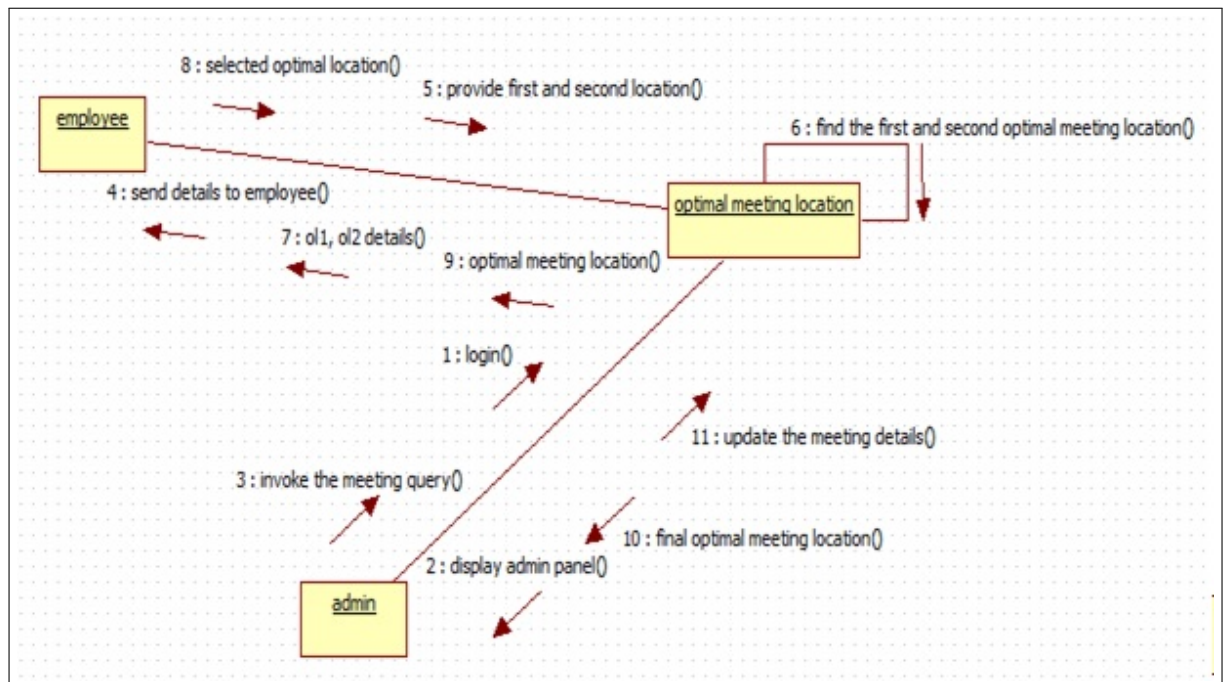 8 : selected optimal location()
5 : provide first and second location()
employee
6 : find the first and second optimal meeting location()
4 : send details to employee()
optimal meeting location
7 : ol1, ol2 details()
9 : optimal meeting location()
1 : login()
11 : update the meeting details()
3 : invoke the meeting query()
10 : final optimal meeting location()
2 : display admin panel()
admin